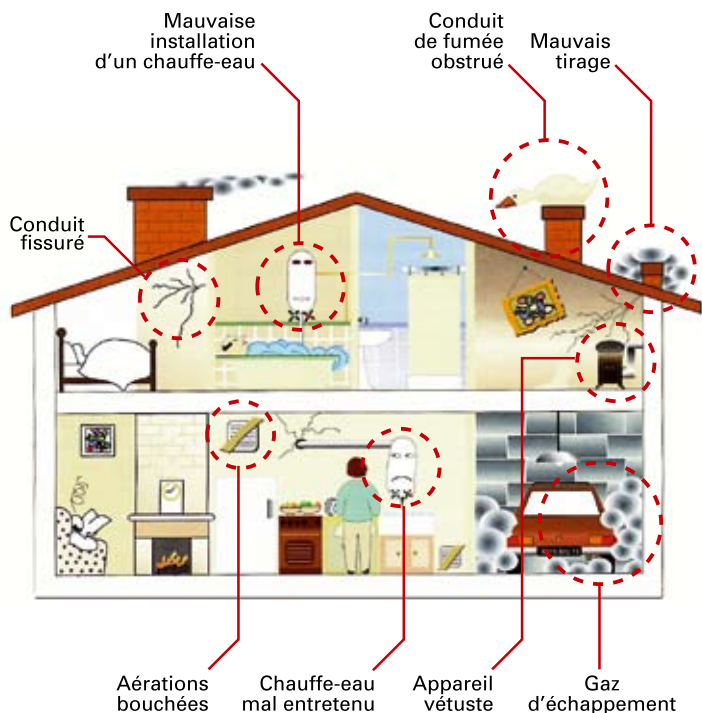 Mauvaise
installation
d'un chauffe-eau
Conduit
de fumée
obstrué
Mauvais
tirage
Conduit
fissuré
Aérations
bouchées
Chauffe-eau
mal entretenu
Appareil
vétuste
Gaz
d'échappement